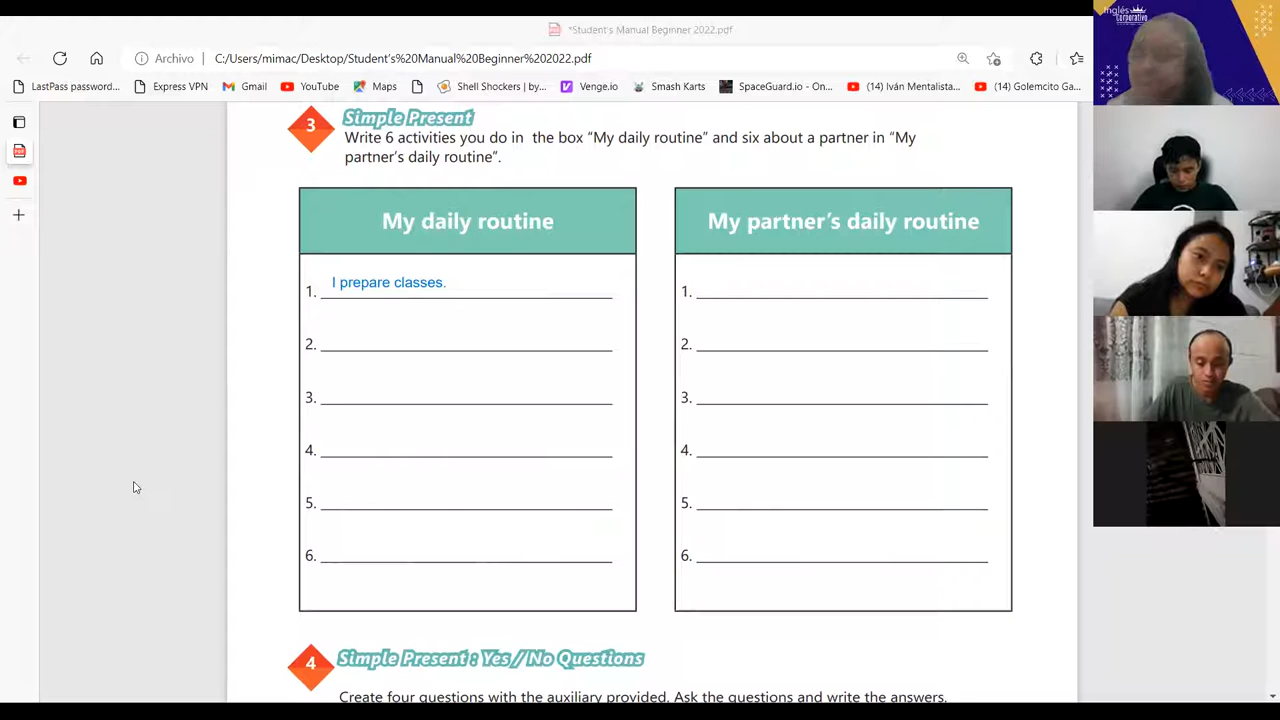 *Student's Manual Beginner 2022.pdf
Archivo
C:/Users/mimac/Desktop/Student's%20Manual%20Beginner%202022.pdf
LastPass password...
Express VPN
Gmail
YouTube
Maps
Shell Shockers | by...
Venge.io
Smash Karts
SpaceGuard.io - On...
(14) Iván Mentalista...
(14) Golemcito Ga...
Inglés
Corporativo
3
Simple Present
Write 6 activities you do in the box “My daily routine” and six about a partner in “My
partner’s daily routine”.
My daily routine
1. I prepare classes.
2.
3.
4.
5.
6.
My partner’s daily routine
1.
2.
3.
4.
5.
6.
4
Simple Present : Yes / No Questions
Create four questions with the auxiliary provided. Ask the questions and write the answers.